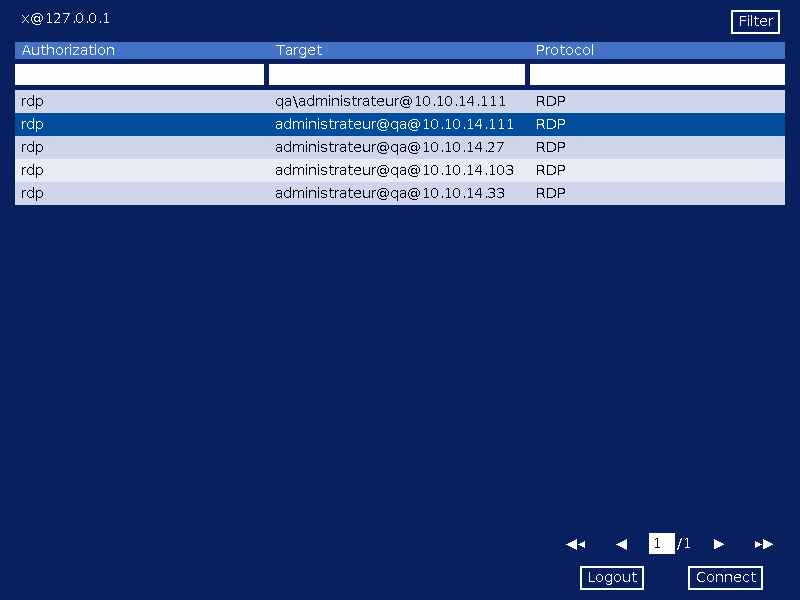 x@127.0.0.1
Filter
Authorization Target Protocol
rdp qa\administrateur@10.10.14.111 RDP
rdp administrateur@qa@10.10.14.111 RDP
rdp administrateur@qa@10.10.14.27 RDP
rdp administrateur@qa@10.10.14.103 RDP
rdp administrateur@qa@10.10.14.33 RDP
1 /1
Logout Connect